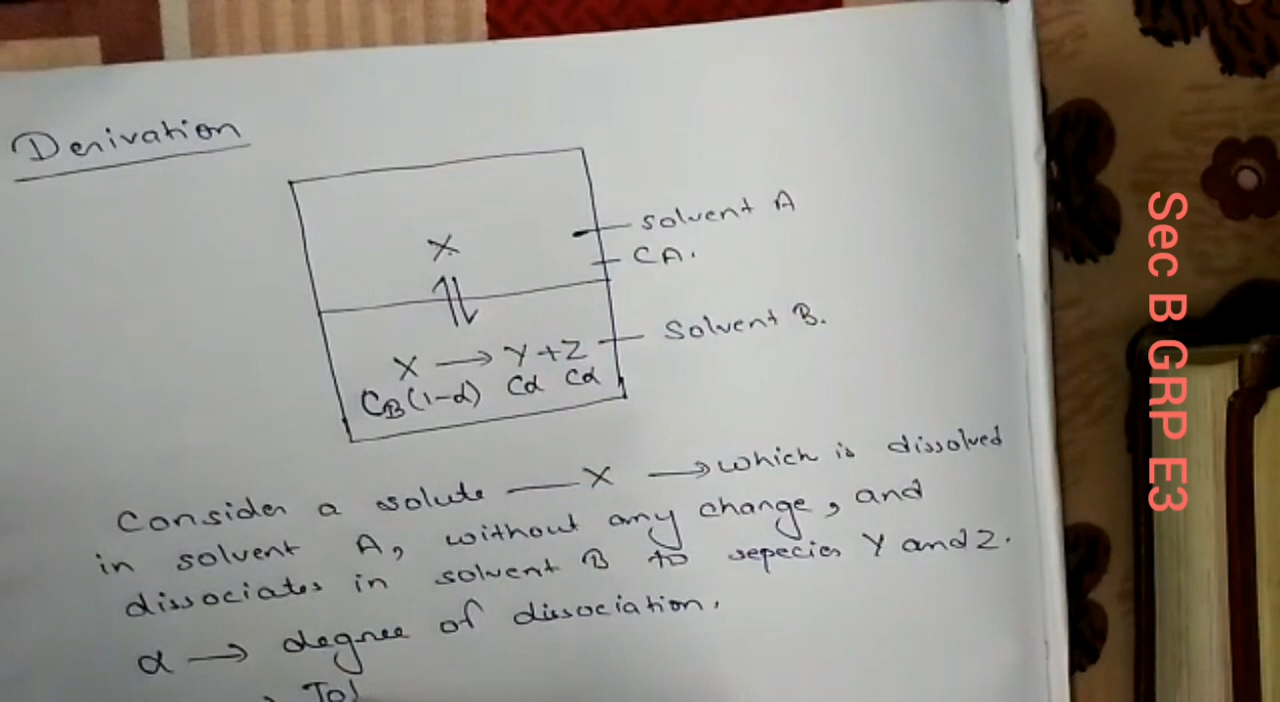 Derivation
X
solvent A
CA.
X → Y + Z
Solvent B.
CB(1-α) Cα Cα
Consider a solute — X → which is dissolved
in solvent A, without any change, and
dissociates in solvent B to sepecies Y and Z.
α → degree of dissociation.
Sec B GRP E3